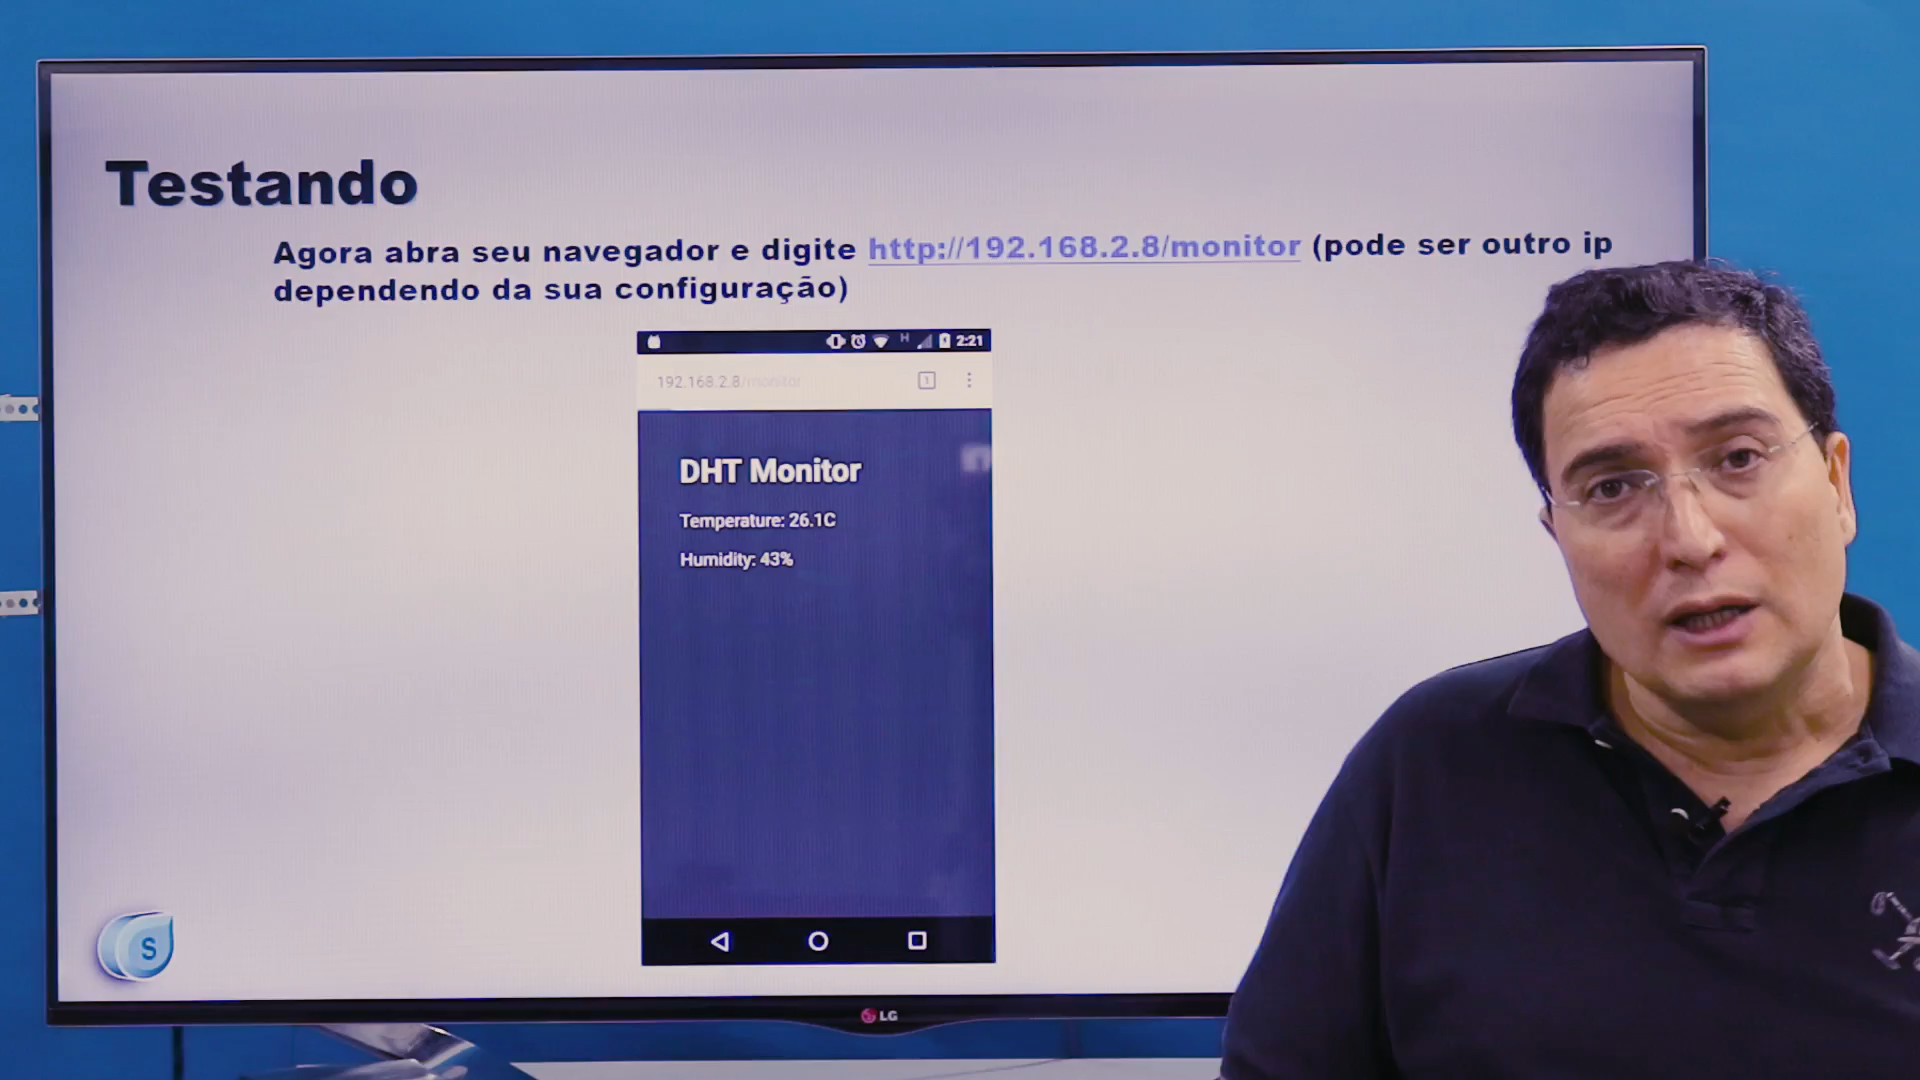 Testando
Agora abra seu navegador e digite http://192.168.2.8/monitor (pode ser outro ip
dependendo da sua configuração)
H 2:21
192.168.2.8/monitor
1
DHT Monitor
Temperature: 26.1C
Humidity: 43%
S
LG